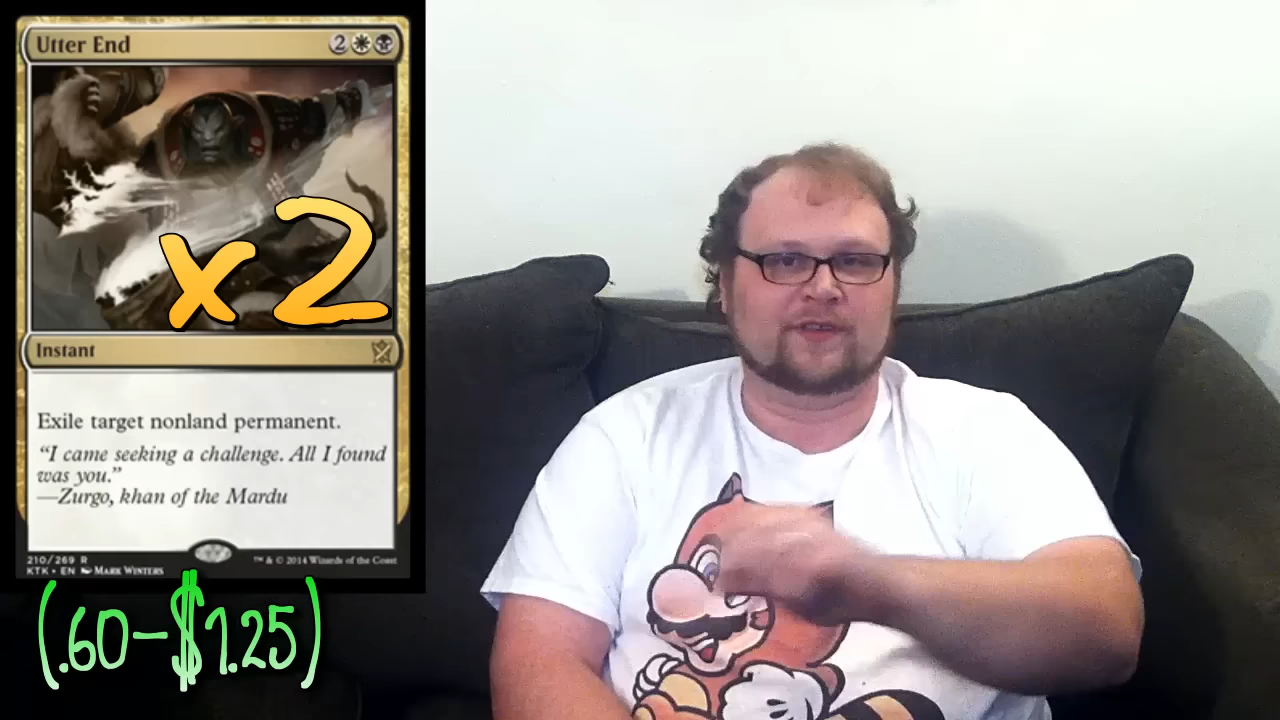 Utter End 2
x2
Instant
Exile target nonland permanent.
“I came seeking a challenge. All I found
was you.”
—Zurgo, khan of the Mardu
210/269 R
KTK • EN MARK WINTERS
™ & © 2014 Wizards of the Coast
(.60-$1.25)